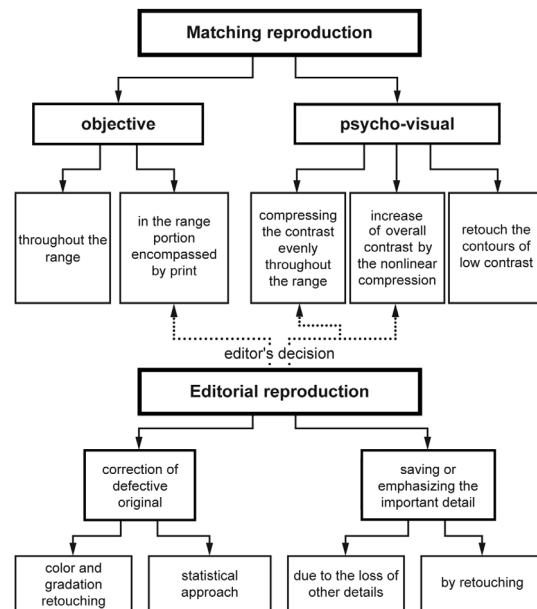 Matching reproduction
objective
psycho-visual
throughout the
range
in the range
portion
encompassed
by print
compressing
the contrast
evenly
throughout
the range
increase
of overall
contrast by
the nonlinear
compression
retouch the
contours of
low contrast
editor's decision
Editorial reproduction
correction of
defective
original
saving or
emphasizing the
important detail
color and
gradation
retouching
statistical
approach
due to the loss of
other details
by retouching